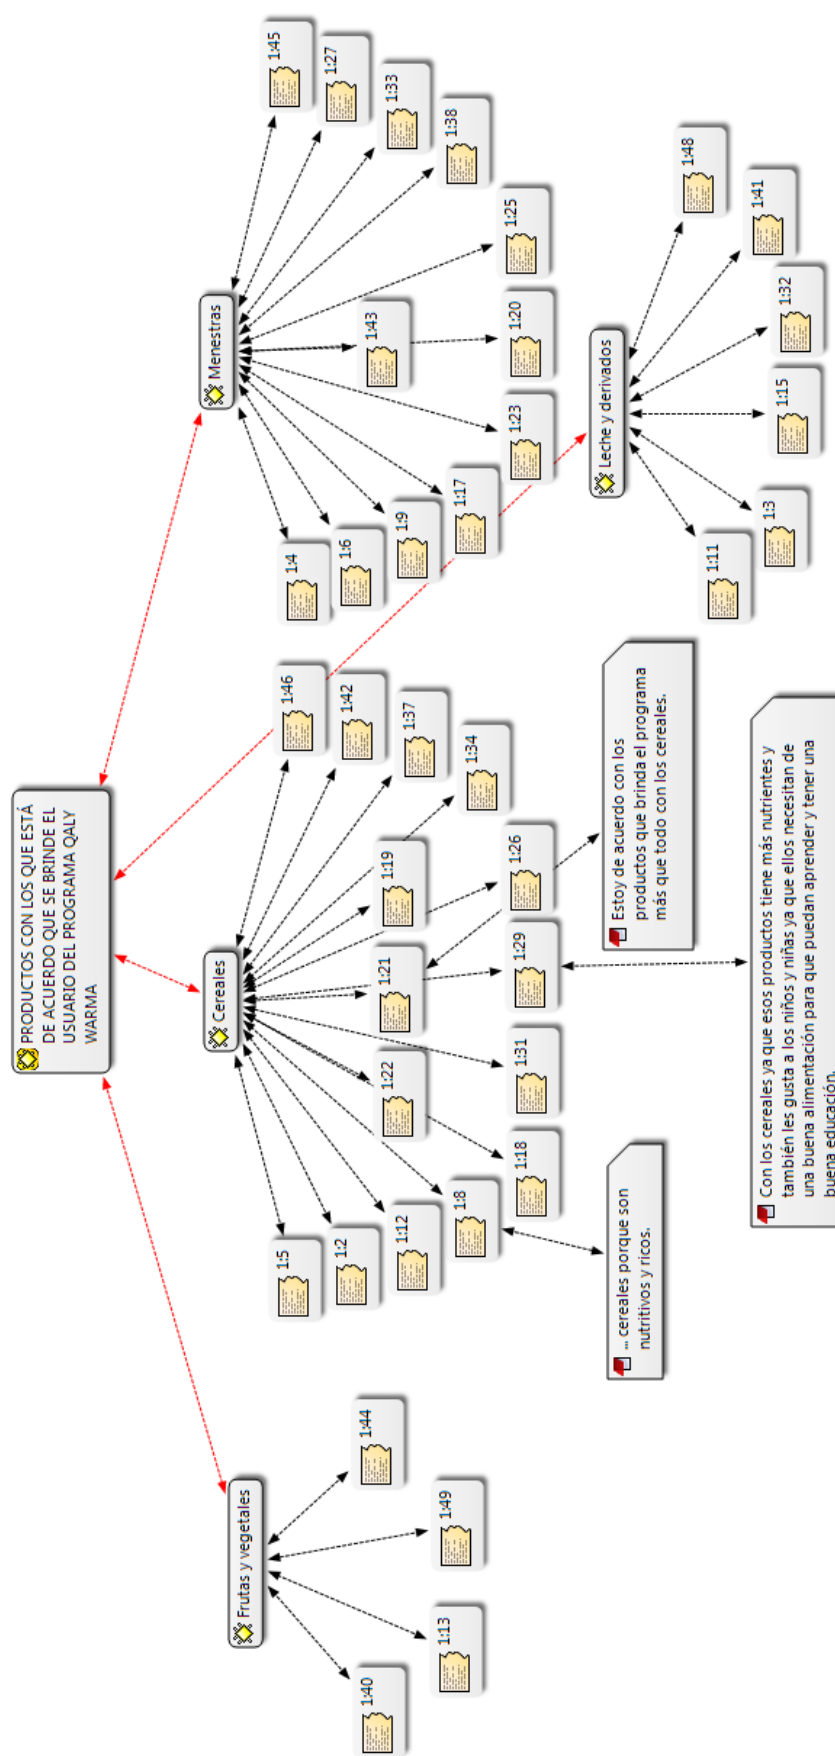 PRODUCTOS CON LOS QUE ESTÁ
DE ACUERDO QUE SE BRINDE EL
USUARIO DEL PROGRAMA QALY
WARMA
Frutas y vegetales
1:40
1:13
1:49
1:44
Cereales
1:5
1:2
1:12
1:8
1:18
1:22
1:31
1:21
1:29
1:19
1:26
1:34
1:37
1:42
1:46
... cereales porque son
nutritivos y ricos.
Con los cereales ya que esos productos tiene más nutrientes y
también les gusta a los niños y niñas ya que ellos necesitan de
una buena alimentación para que puedan aprender y tener una
buena educación.
Estoy de acuerdo con los
productos que brinda el programa
más que todo con los cereales.
Menestras
1:4
1:6
1:9
1:17
1:23
1:43
1:20
1:25
1:38
1:33
1:27
1:45
Leche y derivados
1:11
1:3
1:15
1:32
1:41
1:48